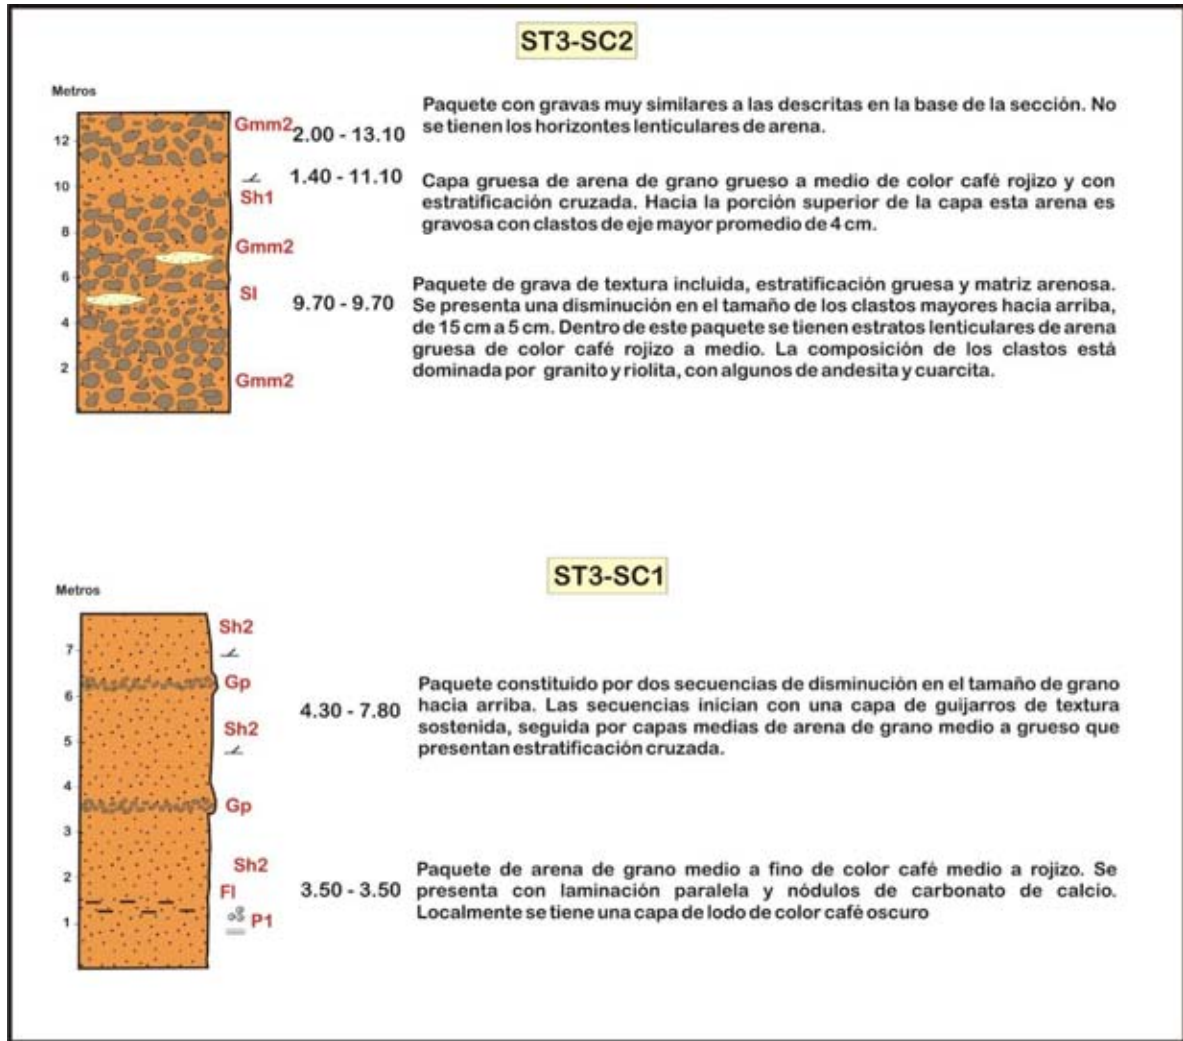 ST3-SC2
Metros
12
10
8
6
4
2
Gmm2
Sh1
Gmm2
Sl
Gmm2
2.00 - 13.10
Paquete con gravas muy similares a las descritas en la base de la sección. No
se tienen los horizontes lenticulares de arena.
1.40 - 11.10
Capa gruesa de arena de grano grueso a medio de color café rojizo y con
estratificación cruzada. Hacia la porción superior de la capa esta arena es
gravosa con clastos de eje mayor promedio de 4 cm.
9.70 - 9.70
Paquete de grava de textura incluida, estratificación gruesa y matriz arenosa.
Se presenta una disminución en el tamaño de los clastos mayores hacia arriba,
de 15 cm a 5 cm. Dentro de este paquete se tienen estratos lenticulares de arena
gruesa de color café rojizo a medio. La composición de los clastos está
dominada por granito y riolita, con algunos de andesita y cuarcita.
ST3-SC1
Metros
7
6
5
4
3
2
1
Sh2
Gp
Sh2
Gp
Sh2
Fl
P1
4.30 - 7.80
Paquete constituido por dos secuencias de disminución en el tamaño de grano
hacia arriba. Las secuencias inician con una capa de guijarros de textura
sostenida, seguida por capas medias de arena de grano medio a grueso que
presentan estratificación cruzada.
3.50 - 3.50
Paquete de arena de grano medio a fino de color café medio a rojizo. Se
presenta con laminación paralela y nódulos de carbonato de calcio.
Localmente se tiene una capa de lodo de color café oscuro